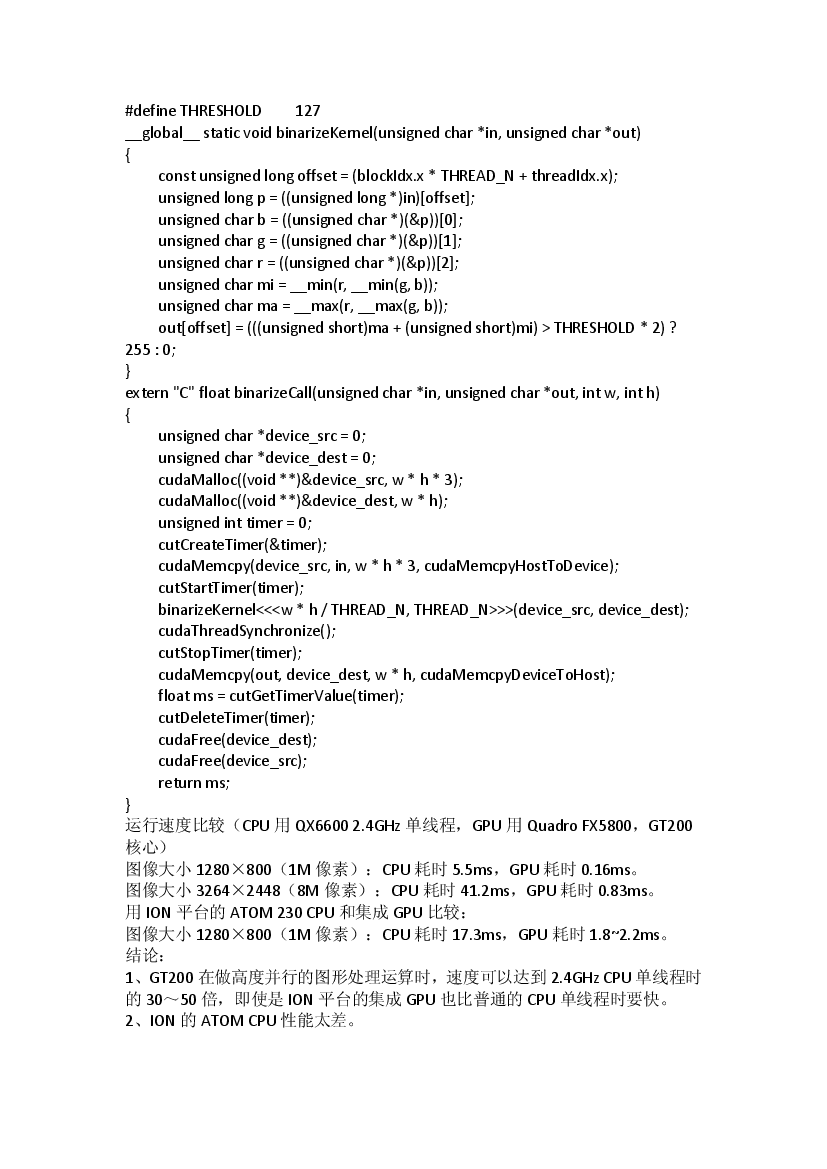 #define THRESHOLD 127
__global__ static void binarizeKernel(unsigned char *in, unsigned char *out)
{
const unsigned long offset = (blockIdx.x * THREAD_N + threadIdx.x);
unsigned long p = ((unsigned long *)in)[offset];
unsigned char b = ((unsigned char *)(&p))[0];
unsigned char g = ((unsigned char *)(&p))[1];
unsigned char r = ((unsigned char *)(&p))[2];
unsigned char mi = __min(r, __min(g, b));
unsigned char ma = __max(r, __max(g, b));
out[offset] = (((unsigned short)ma + (unsigned short)mi) > THRESHOLD * 2) ?
255 : 0;
}
extern "C" float binarizeCall(unsigned char *in, unsigned char *out, int w, int h)
{
unsigned char *device_src = 0;
unsigned char *device_dest = 0;
cudaMalloc((void **)&device_src, w * h * 3);
cudaMalloc((void **)&device_dest, w * h);
unsigned int timer = 0;
cutCreateTimer(&timer);
cudaMemcpy(device_src, in, w * h * 3, cudaMemcpyHostToDevice);
cutStartTimer(timer);
binarizeKernel<<<w * h / THREAD_N, THREAD_N>>>(device_src, device_dest);
cudaThreadSynchronize();
cutStopTimer(timer);
cudaMemcpy(out, device_dest, w * h, cudaMemcpyDeviceToHost);
float ms = cutGetTimerValue(timer);
cutDeleteTimer(timer);
cudaFree(device_dest);
cudaFree(device_src);
return ms;
}
运行速度比较（CPU 用 QX6600 2.4GHz 单线程，GPU 用 Quadro FX5800，GT200
核心）
图像大小 1280×800（1M 像素）：CPU 耗时 5.5ms，GPU 耗时 0.16ms。
图像大小 3264×2448（8M 像素）：CPU 耗时 41.2ms，GPU 耗时 0.83ms。
用 ION 平台的 ATOM 230 CPU 和集成 GPU 比较：
图像大小 1280×800（1M 像素）：CPU 耗时 17.3ms，GPU 耗时 1.8~2.2ms。
结论：
1、GT200 在做高度并行的图形处理运算时，速度可以达到 2.4GHz CPU 单线程时
的 30～50 倍，即使是 ION 平台的集成 GPU 也比普通的 CPU 单线程时要快。
2、ION 的 ATOM CPU 性能太差。